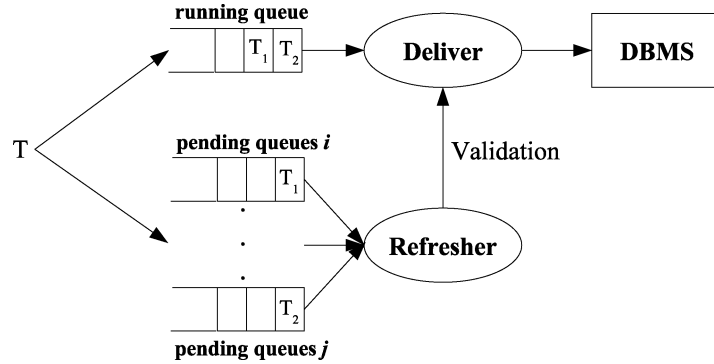 running queue
T₁ T₂ Deliver DBMS
T
pending queues i
T₁
Validation
Refresher
T₂
pending queues j